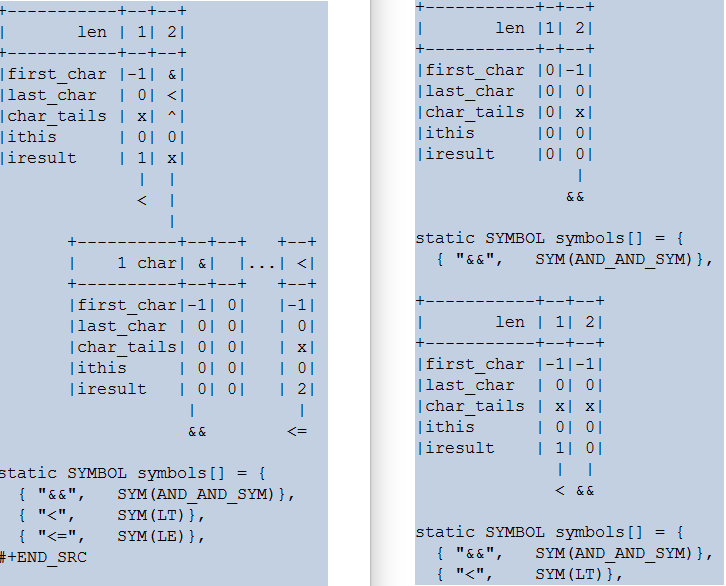 +-----------+--+--+
|       len | 1| 2|
+-----------+--+--+
|first_char |-1| &|
|last_char  | 0| <|
|char_tails | x| ^|
|ithis      | 0| 0|
|iresult    | 1| x|
              |  |
              <  |
                 |
       +----------+--+--+   +--+
       |    1 char| &|  |...| <|
       +----------+--+--+   +--+
       |first_char|-1| 0|   |-1|
       |last_char | 0| 0|   | 0|
       |char_tails| 0| 0|   | x|
       |ithis     | 0| 0|   | 0|
       |iresult   | 0| 0|   | 2|
                   |          |
                   &&        <=
static SYMBOL symbols[] = {
  { "&&",   SYM(AND_AND_SYM)},
  { "<",    SYM(LT)},
  { "<=",   SYM(LE)},
#+END_SRC
+-----------+-+--+
|       len |1| 2|
+-----------+-+--+
|first_char |0|-1|
|last_char  |0| 0|
|char_tails |0| x|
|ithis      |0| 0|
|iresult    |0| 0|
                |
               &&
static SYMBOL symbols[] = {
  { "&&",   SYM(AND_AND_SYM)},
+-----------+--+--+
|       len | 1| 2|
+-----------+--+--+
|first_char |-1|-1|
|last_char  | 0| 0|
|char_tails | x| x|
|ithis      | 0| 0|
|iresult    | 1| 0|
              |  |
              < &&
static SYMBOL symbols[] = {
  { "&&",   SYM(AND_AND_SYM)},
  { "<",    SYM(LT)},